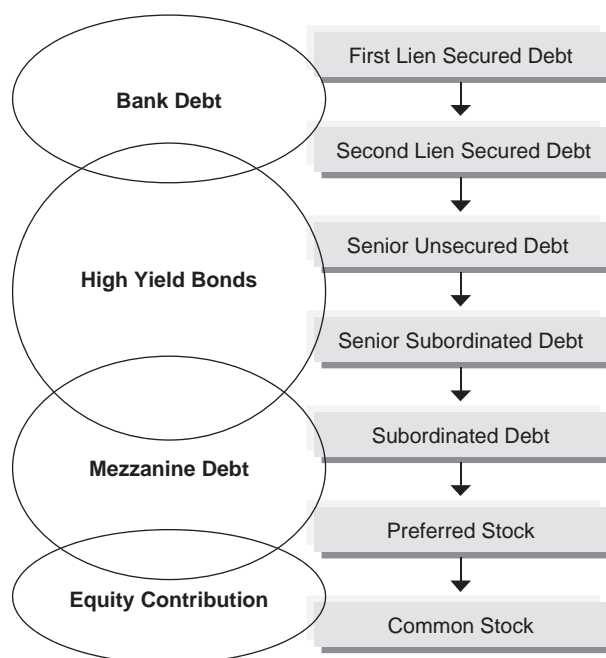 First Lien Secured Debt
Bank Debt
Second Lien Secured Debt
Senior Unsecured Debt
High Yield Bonds
Senior Subordinated Debt
Subordinated Debt
Mezzanine Debt
Preferred Stock
Equity Contribution
Common Stock